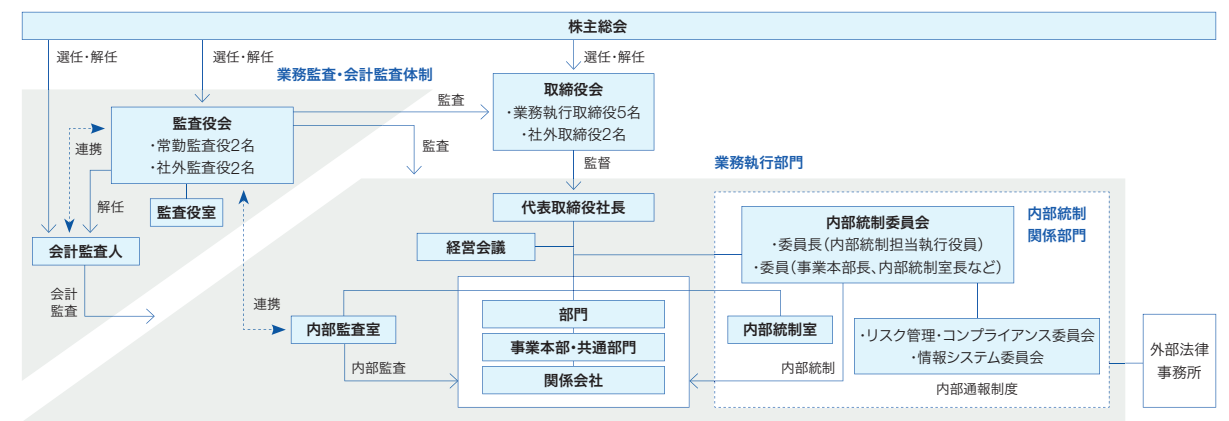 株主総会
選任・解任
選任・解任
選任・解任
業務監査・会計監査体制
監査役会
・常勤監査役2名
・社外監査役2名
監査
監査
取締役会
・業務執行取締役5名
・社外取締役2名
監督
業務執行部門
連携
解任
監査役室
会計監査人
会計
監査
連携
代表取締役社長
経営会議
内部統制委員会
・委員長（内部統制担当執行役員）
・委員（事業本部長、内部統制室長など）
内部統制
関係部門
内部監査室
内部監査
部門
事業本部・共通部門
関係会社
内部統制室
内部統制
・リスク管理・コンプライアンス委員会
・情報システム委員会
内部通報制度
外部法律
事務所